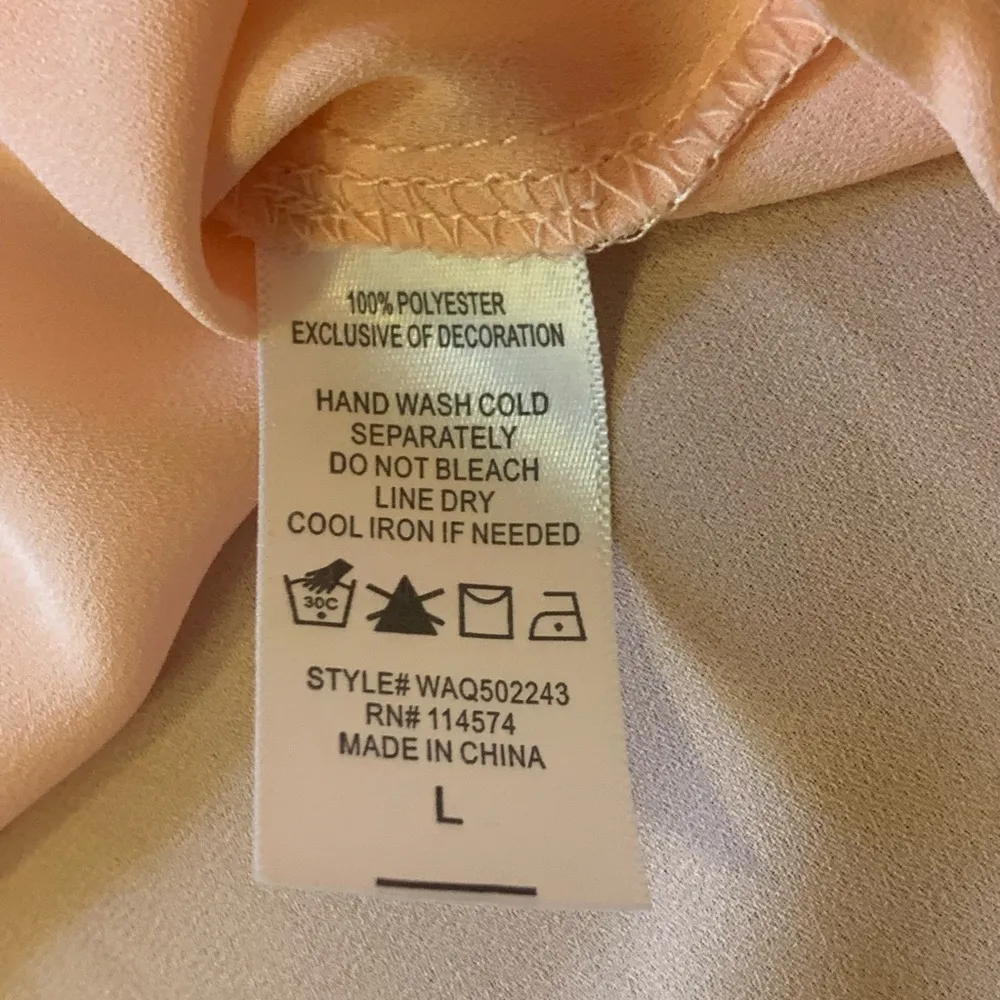 100% POLYESTER
EXCLUSIVE OF DECORATION
HAND WASH COLD
SEPARATELY
DO NOT BLEACH
LINE DRY
COOL IRON IF NEEDED
30C
STYLE# WAQ502243
RN# 114574
MADE IN CHINA
L